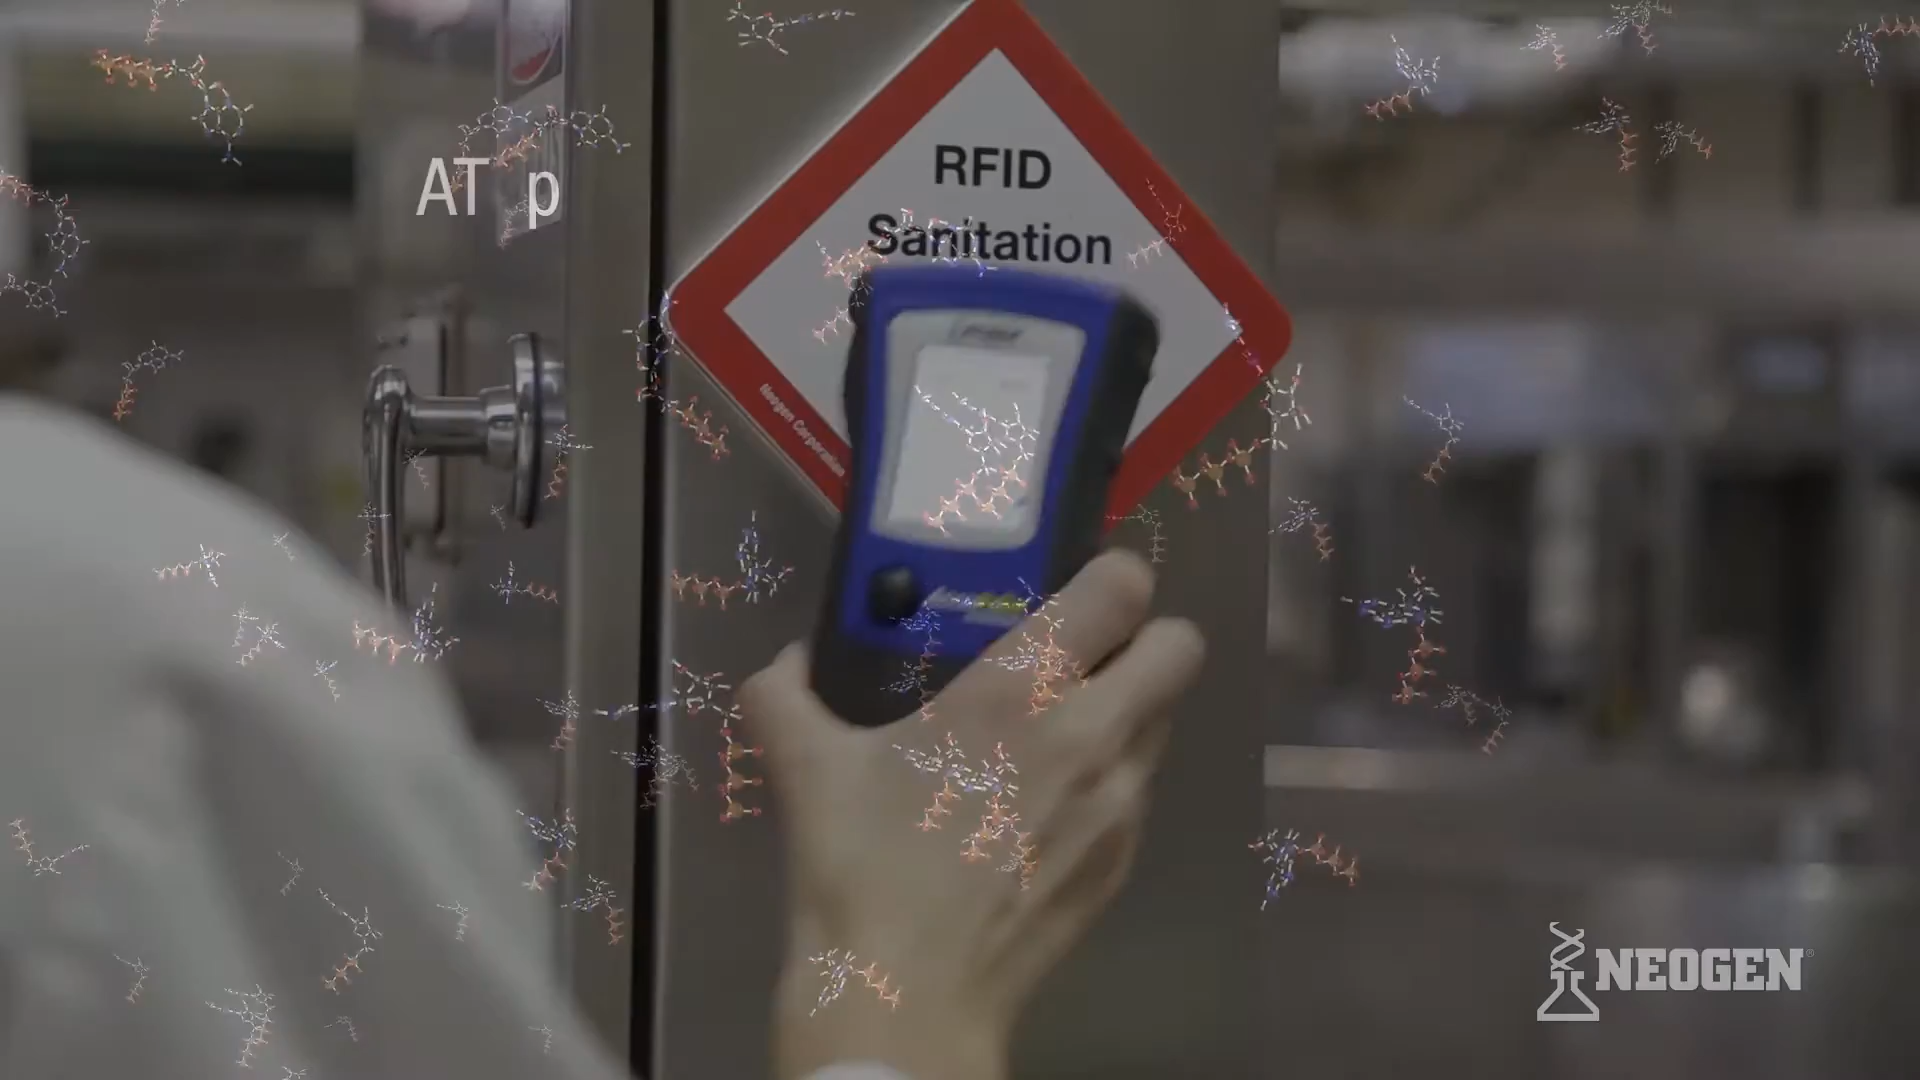 AT p
RFID
Sanitation
Neogen Corporation
NEOGEN®